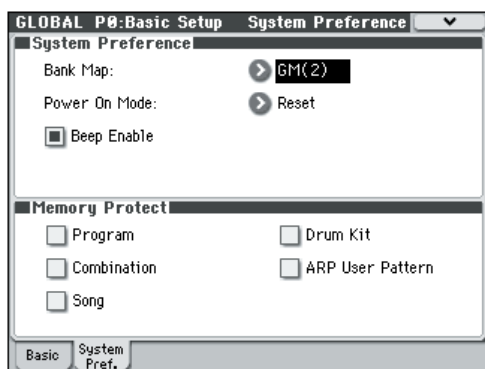 GLOBAL P0:Basic Setup System Preference
System Preference
Bank Map: GM(2)
Power On Mode: Reset
Beep Enable
Memory Protect
Program Drum Kit
Combination ARP User Pattern
Song
Basic System Pref.